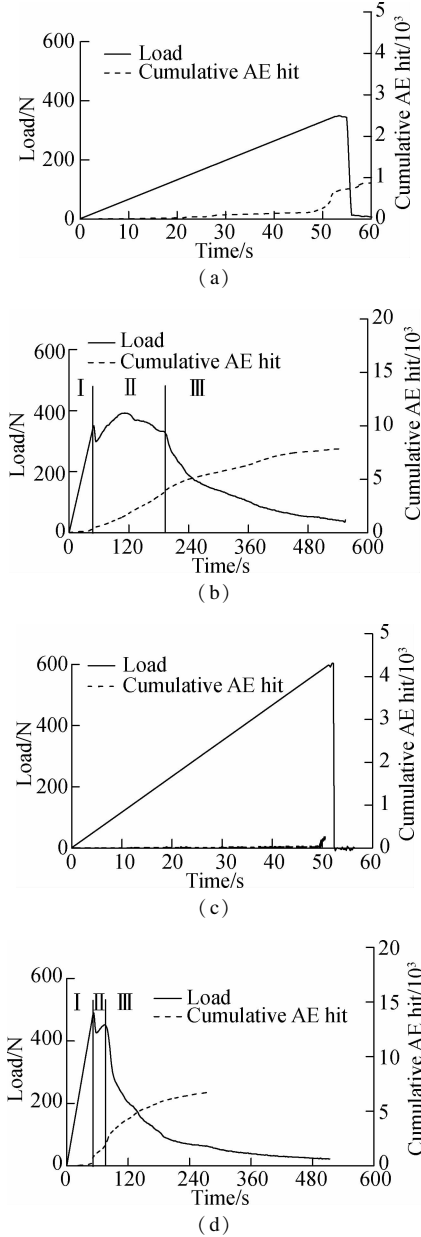 5
Load
Cumulative AE hit
600
400
200
0
Load/N
4
3
2
1
0
Cumulative AE hit/10³
0 10 20 30 40 50 60
Time/s
(a)
20
Load
Cumulative AE hit
600
Ⅰ Ⅱ Ⅲ
400
200
0
Load/N
15
10
5
0
Cumulative AE hit/10³
0 120 240 360 480 600
Time/s
(b)
5
Load
Cumulative AE hit
600
400
200
0
Load/N
4
3
2
1
0
Cumulative AE hit/10³
0 10 20 30 40 50 60
Time/s
(c)
20
600
Ⅰ Ⅱ Ⅲ
Load
Cumulative AE hit
400
200
0
Load/N
15
10
5
0
Cumulative AE hit/10³
0 120 240 360 480 600
Time/s
(d)